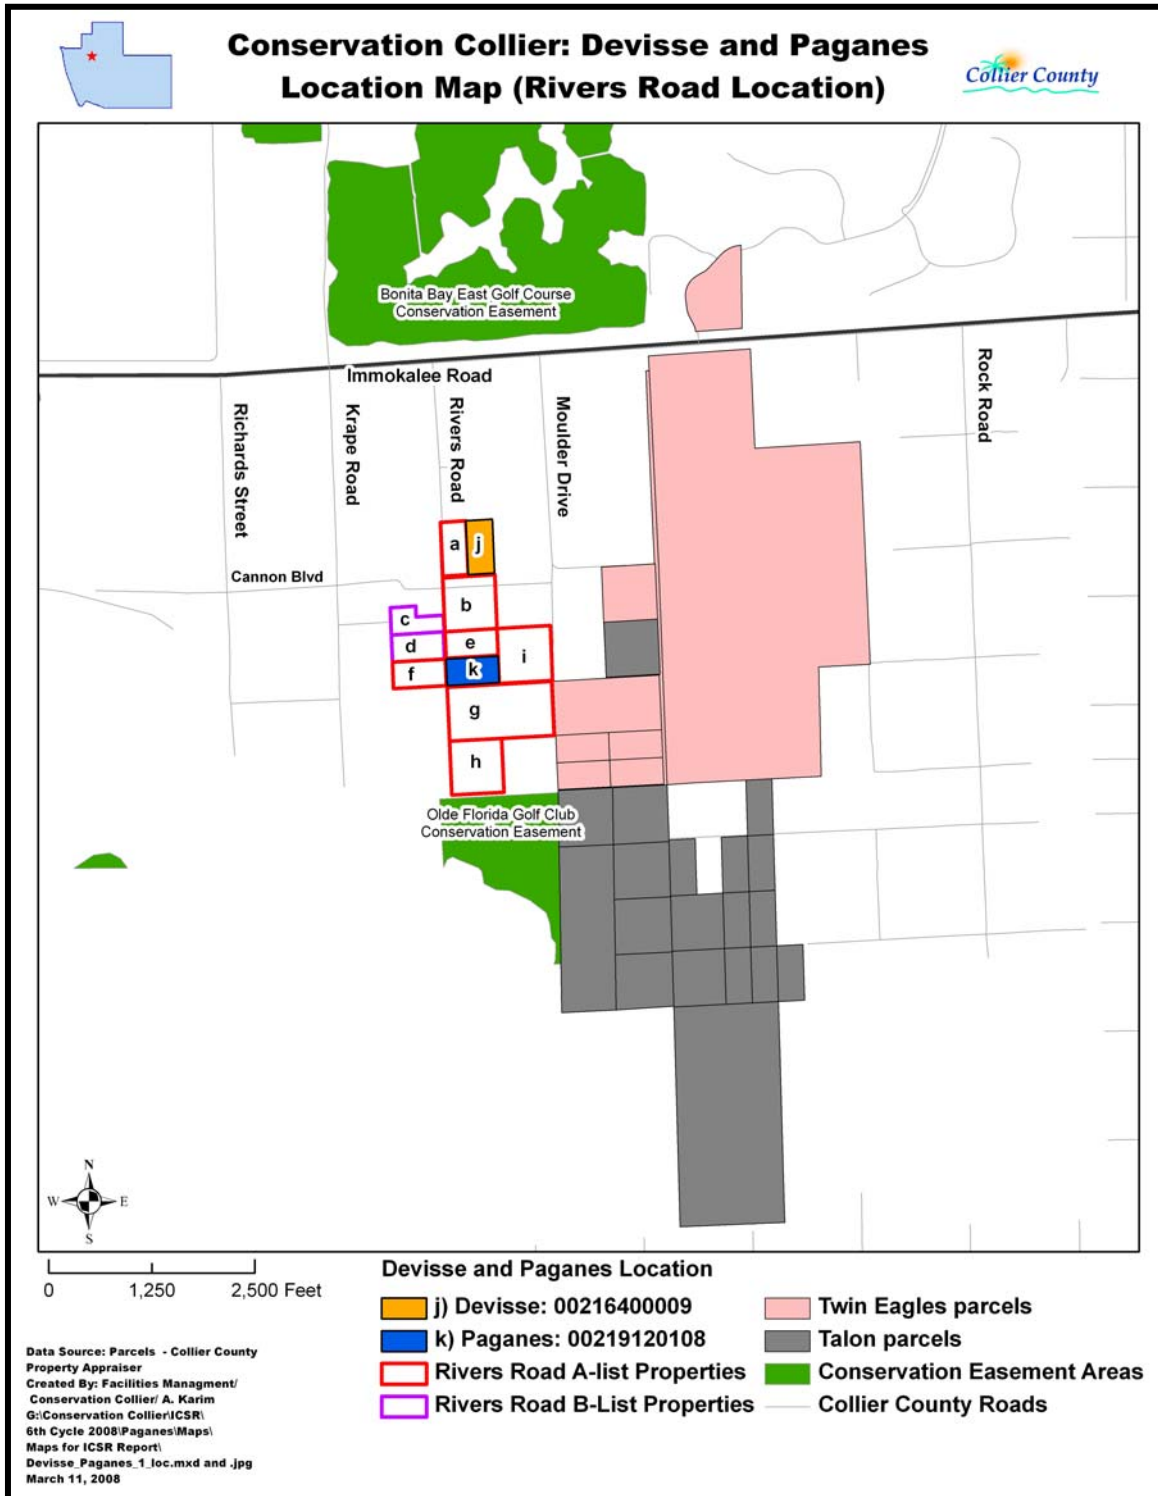 Conservation Collier: Devisse and Paganes
Location Map (Rivers Road Location)
Collier County
Bonita Bay East Golf Course
Conservation Easement
Immokalee Road
Richards Street
Krape Road
Rivers Road
Moulder Drive
Rock Road
Cannon Blvd
a
j
b
c
d
e
f
k
i
g
h
Olde Florida Golf Club
Conservation Easement
N
W
E
S
0
1,250
2,500 Feet
Devisse and Paganes Location
j) Devisse: 00216400009
k) Paganes: 00219120108
Rivers Road A-list Properties
Rivers Road B-List Properties
Twin Eagles parcels
Talon parcels
Conservation Easement Areas
Collier County Roads
Data Source: Parcels - Collier County
Property Appraiser
Created By: Facilities Managment/
Conservation Collier/ A. Karim
G:\Conservation Collier\ICSR\
6th Cycle 2008\Paganes\Maps\
Maps for ICSR Report\
Devisse_Paganes_1_loc.mxd and .jpg
March 11, 2008